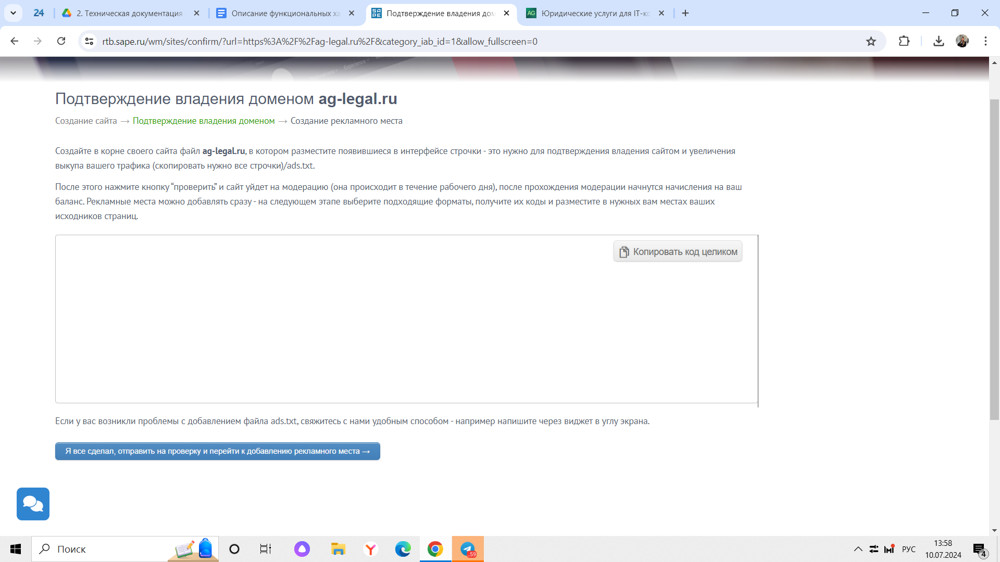 24
2. Техническая документация
Описание функциональных ха
SA PE
Подтверждение владения дом
AG
Юридические услуги для IT-ко
rtb.sape.ru/wm/sites/confirm/?url=https%3A%2F%2Fag-legal.ru%2F&category_iab_id=1&allow_fullscreen=0
Подтверждение владения доменом ag-legal.ru
Создание сайта → Подтверждение владения доменом → Создание рекламного места
Создайте в корне своего сайта файл ag-legal.ru, в котором разместите появившиеся в интерфейсе строчки - это нужно для подтверждения владения сайтом и увеличения
выкупа вашего трафика (скопировать нужно все строчки)/ads.txt.
После этого нажмите кнопку “проверить” и сайт уйдет на модерацию (она происходит в течение рабочего дня), после прохождения модерации начнутся начисления на ваш
баланс. Рекламные места можно добавлять сразу - на следующем этапе выберите подходящие форматы, получите их коды и разместите в нужных вам местах ваших
исходников страниц.
Копировать код целиком
Если у вас возникли проблемы с добавлением файла ads.txt, свяжитесь с нами удобным способом - например напишите через виджет в углу экрана.
Я все сделал, отправить на проверку и перейти к добавлению рекламного места →
Поиск
..59
РУС
13:58
10.07.2024
4